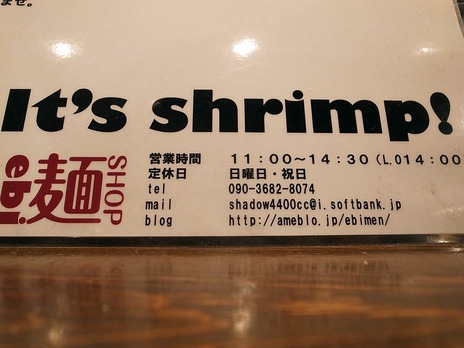 ませ。
It's shrimp!
麺 SHOP
営業時間 11:00～14:30(L.O14:00)
定休日 日曜日・祝日
tel 090-3682-8074
mail shadow4400cc@i.softbank.jp
blog http://ameblo.jp/ebimen/